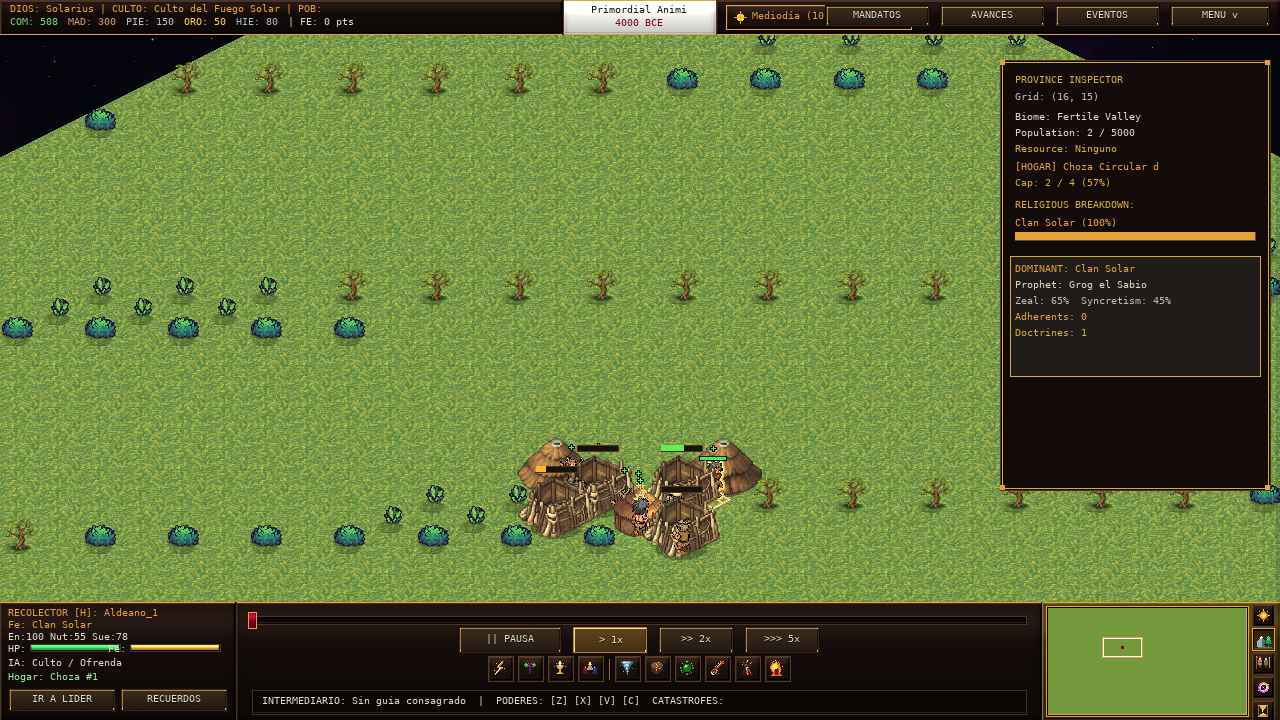 DIOS: Solarius | CULTO: Culto del Fuego Solar | POB:
COM: 508 MAD: 300 PIE: 150 ORO: 50 HIE: 80 | FE: 0 pts
Primordial Animi
4000 BCE
Mediodía (10
MANDATOS
AVANCES
EVENTOS
MENU v
PROVINCE INSPECTOR
Grid: (16, 15)
Biome: Fertile Valley
Population: 2 / 5000
Resource: Ninguno
[HOGAR] Choza Circular d
Cap: 2 / 4 (57%)
RELIGIOUS BREAKDOWN:
Clan Solar (100%)
DOMINANT: Clan Solar
Prophet: Grog el Sabio
Zeal: 65% Syncretism: 45%
Adherents: 0
Doctrines: 1
RECOLECTOR [H]: Aldeano_1
Fe: Clan Solar
En:100 Nut:55 Sue:78
HP: Fe:
IA: Culto / Ofrenda
Hogar: Choza #1
IR A LIDER
RECUERDOS
|| PAUSA
> 1x
>> 2x
>>> 5x
INTERMEDIARIO: Sin guia consagrado | PODERES: [Z] [X] [V] [C] CATASTROFES: